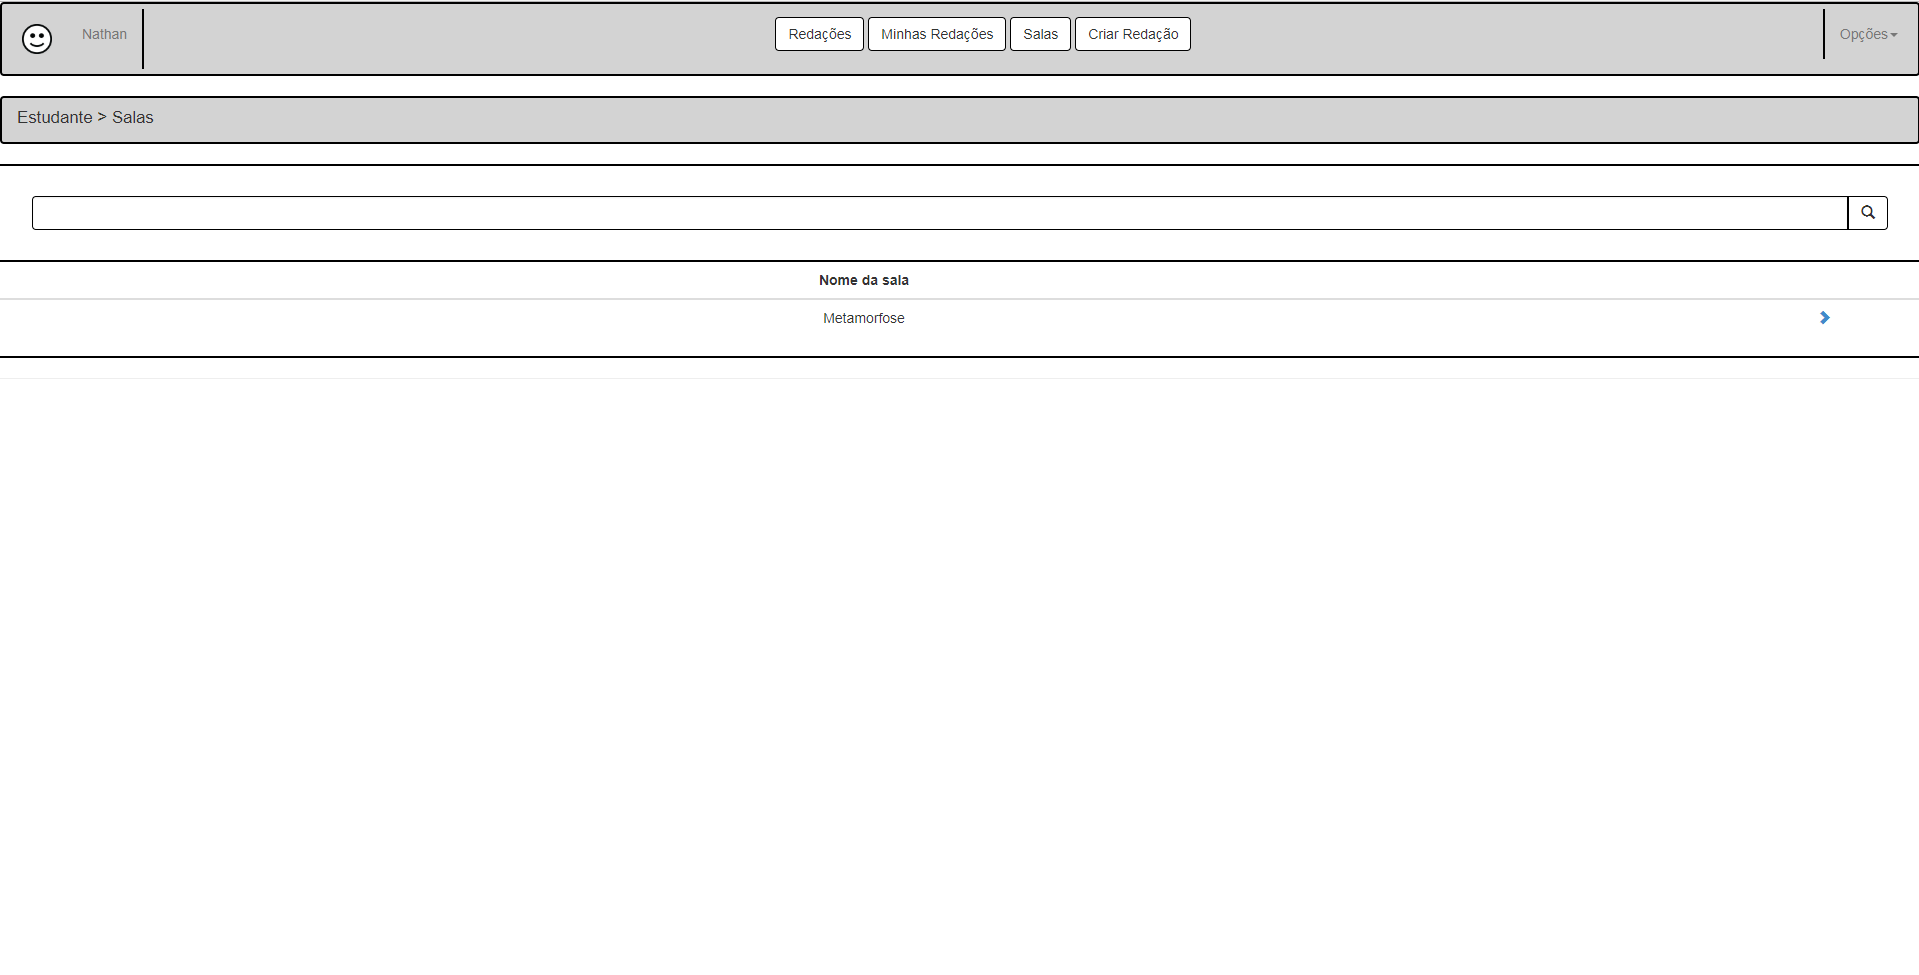 Nathan
Redações Minhas Redações Salas Criar Redação
Opções
Estudante > Salas
Nome da sala
Metamorfose